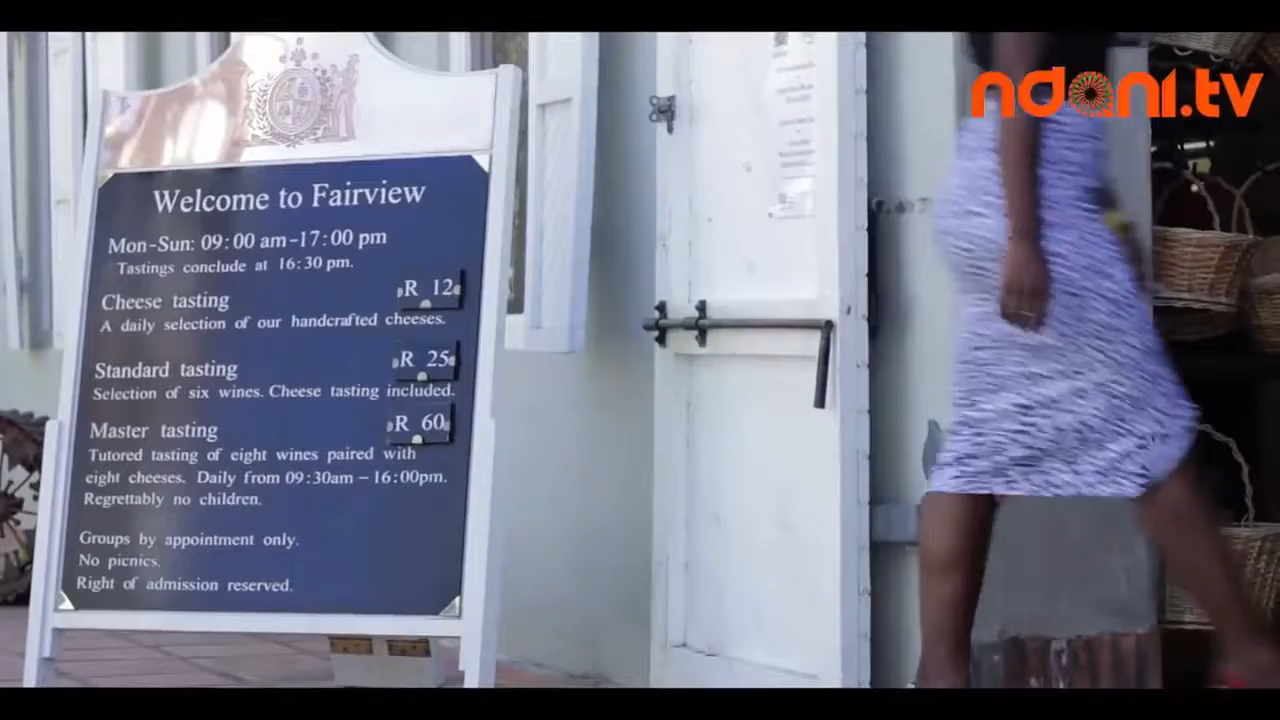 ndani.tv
Welcome to Fairview
Mon-Sun: 09:00 am-17:00 pm
Tastings conclude at 16:30 pm.
Cheese tasting R 12
A daily selection of our handcrafted cheeses.
Standard tasting R 25
Selection of six wines. Cheese tasting included.
Master tasting R 60
Tutored tasting of eight wines paired with
eight cheeses. Daily from 09:30am - 16:00pm.
Regrettably no children.
Groups by appointment only.
No picnics.
Right of admission reserved.